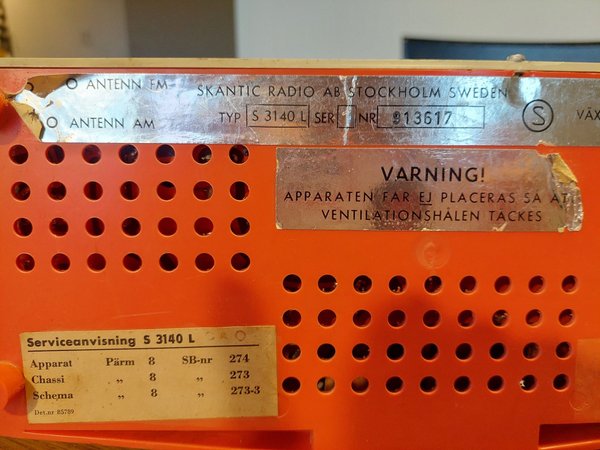 O ANTENN FM
SKANTIC RADIO AB STOCKHOLM SWEDEN
O ANTENN AM
TYP S 3140 L SER 1 NR 913617
S
VÄX
VARNING!
APPARATEN FÅR EJ PLACERAS SÅ AT
VENTILATIONSHÅLEN TÄCKES
Serviceanvisning S 3140 L
Apparat Pärm 8 SB-nr 274
Chassi „ 8 „ 273
Schema „ 8 „ 273-3
Det.nr 85789